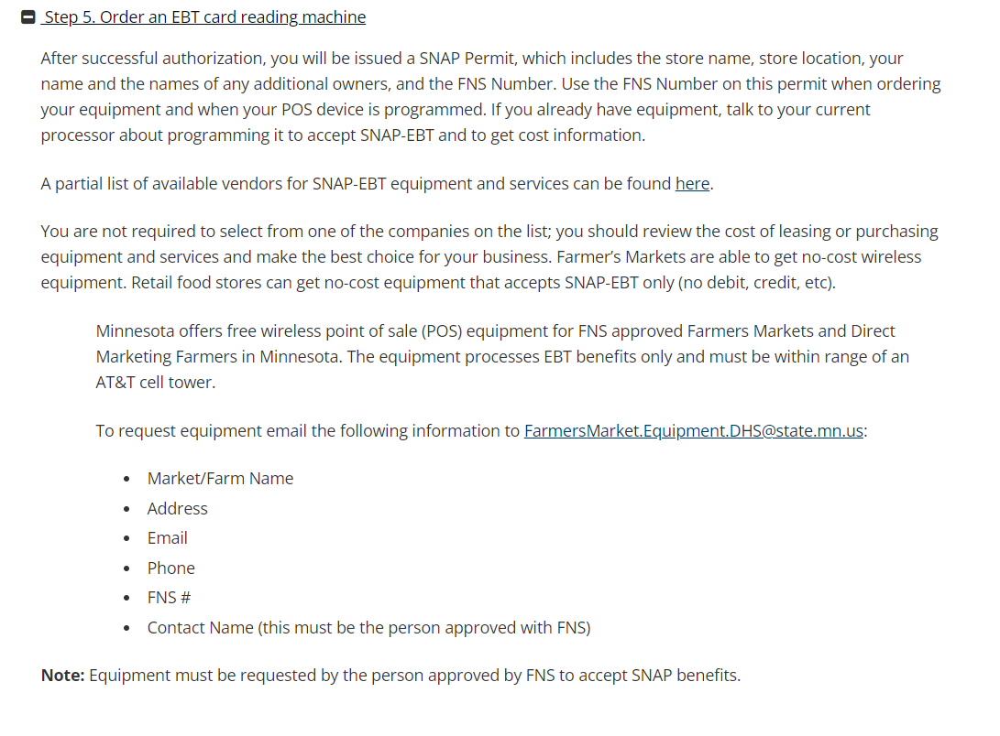 Step 5. Order an EBT card reading machine
After successful authorization, you will be issued a SNAP Permit, which includes the store name, store location, your
name and the names of any additional owners, and the FNS Number. Use the FNS Number on this permit when ordering
your equipment and when your POS device is programmed. If you already have equipment, talk to your current
processor about programming it to accept SNAP-EBT and to get cost information.
A partial list of available vendors for SNAP-EBT equipment and services can be found here.
You are not required to select from one of the companies on the list; you should review the cost of leasing or purchasing
equipment and services and make the best choice for your business. Farmer's Markets are able to get no-cost wireless
equipment. Retail food stores can get no-cost equipment that accepts SNAP-EBT only (no debit, credit, etc).
Minnesota offers free wireless point of sale (POS) equipment for FNS approved Farmers Markets and Direct
Marketing Farmers in Minnesota. The equipment processes EBT benefits only and must be within range of an
AT&T cell tower.
To request equipment email the following information to FarmersMarket.Equipment.DHS@state.mn.us:
• Market/Farm Name
• Address
• Email
• Phone
• FNS #
• Contact Name (this must be the person approved with FNS)
Note: Equipment must be requested by the person approved by FNS to accept SNAP benefits.